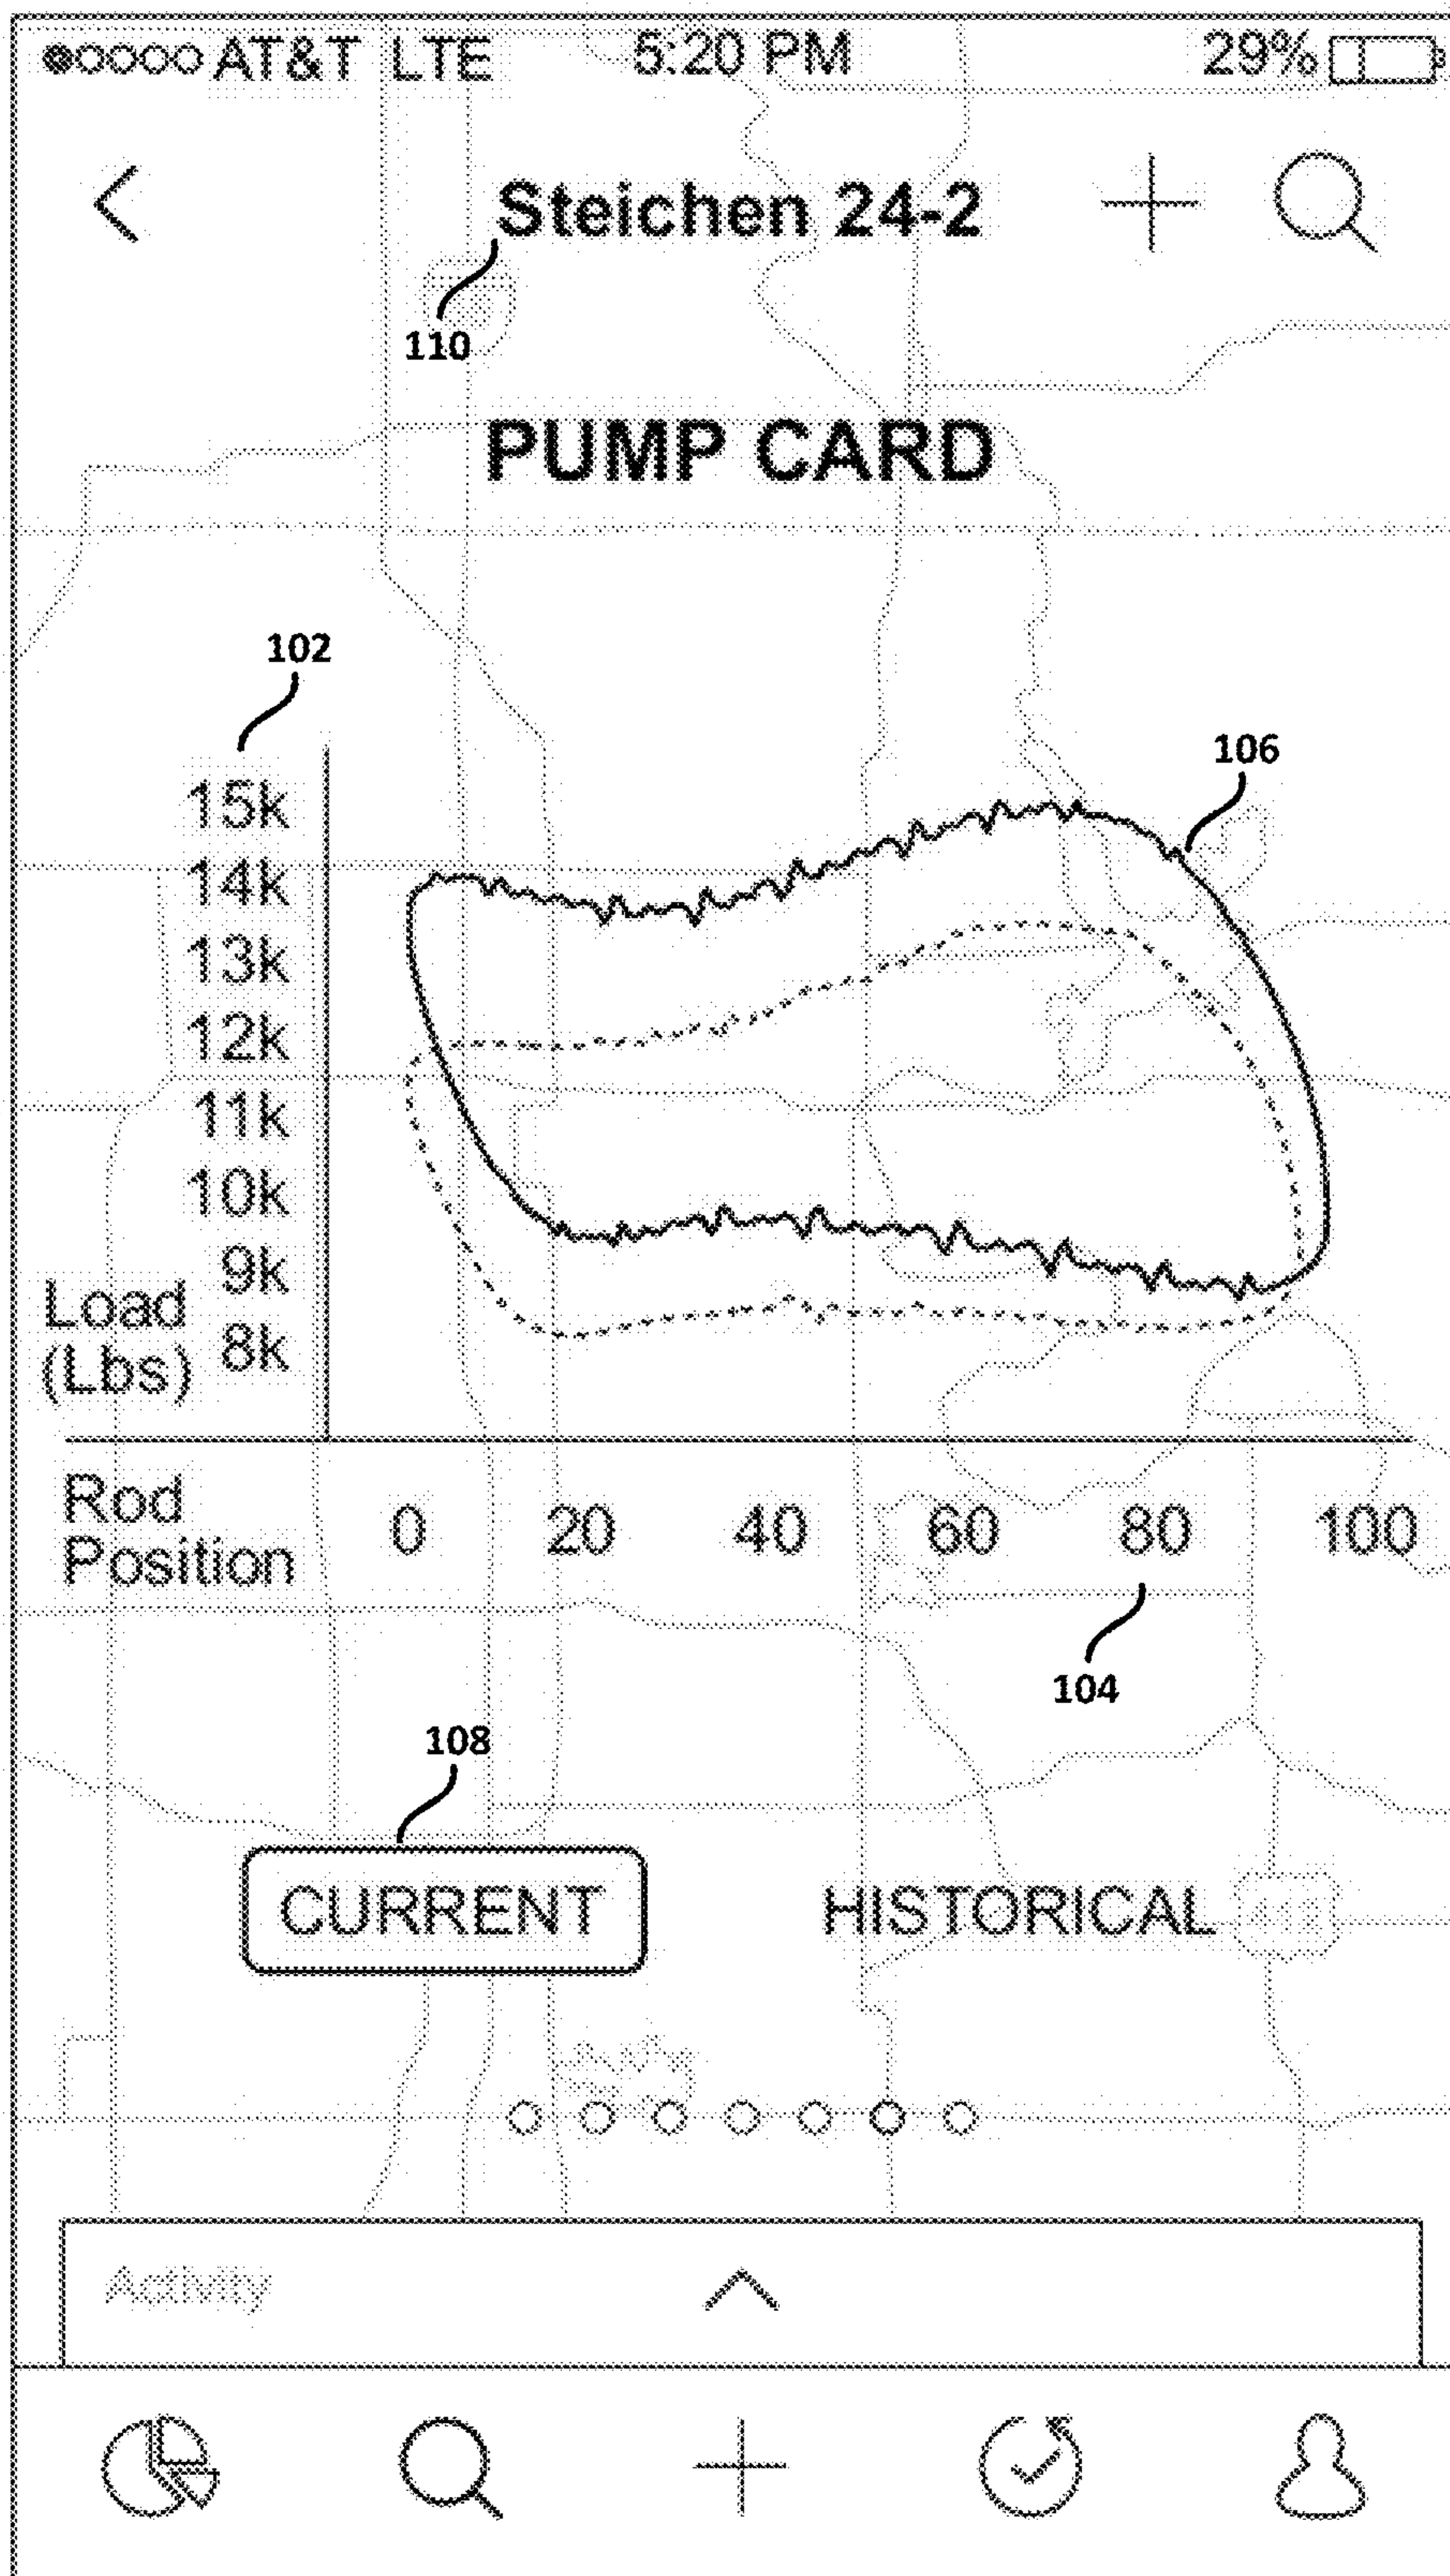 AT&T LTE 5:20 PM 29%
Steichen 24-2
110
PUMP CARD
102
106
15k
14k
13k
12k
11k
10k
9k
8k
Load
(Lbs)
Rod
Position
0 20 40 60 80 100
104
108
CURRENT HISTORICAL
Activity